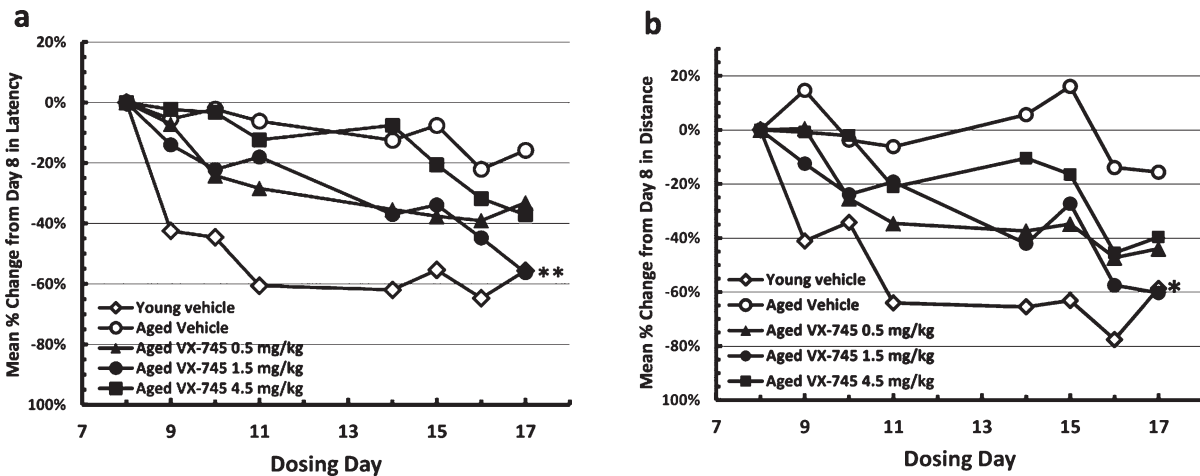 a
Mean % Change from Day 8 in Latency
20%
0%
-20%
-40%
-60%
-80%
100%
**
Young vehicle
Aged Vehicle
Aged VX-745 0.5 mg/kg
Aged VX-745 1.5 mg/kg
Aged VX-745 4.5 mg/kg
7 9 11 13 15 17
Dosing Day
b
Mean % Change from Day 8 in Distance
20%
0%
-20%
-40%
-60%
-80%
100%
*
Young vehicle
Aged Vehicle
Aged VX-745 0.5 mg/kg
Aged VX-745 1.5 mg/kg
Aged VX-745 4.5 mg/kg
7 9 11 13 15 17
Dosing Day